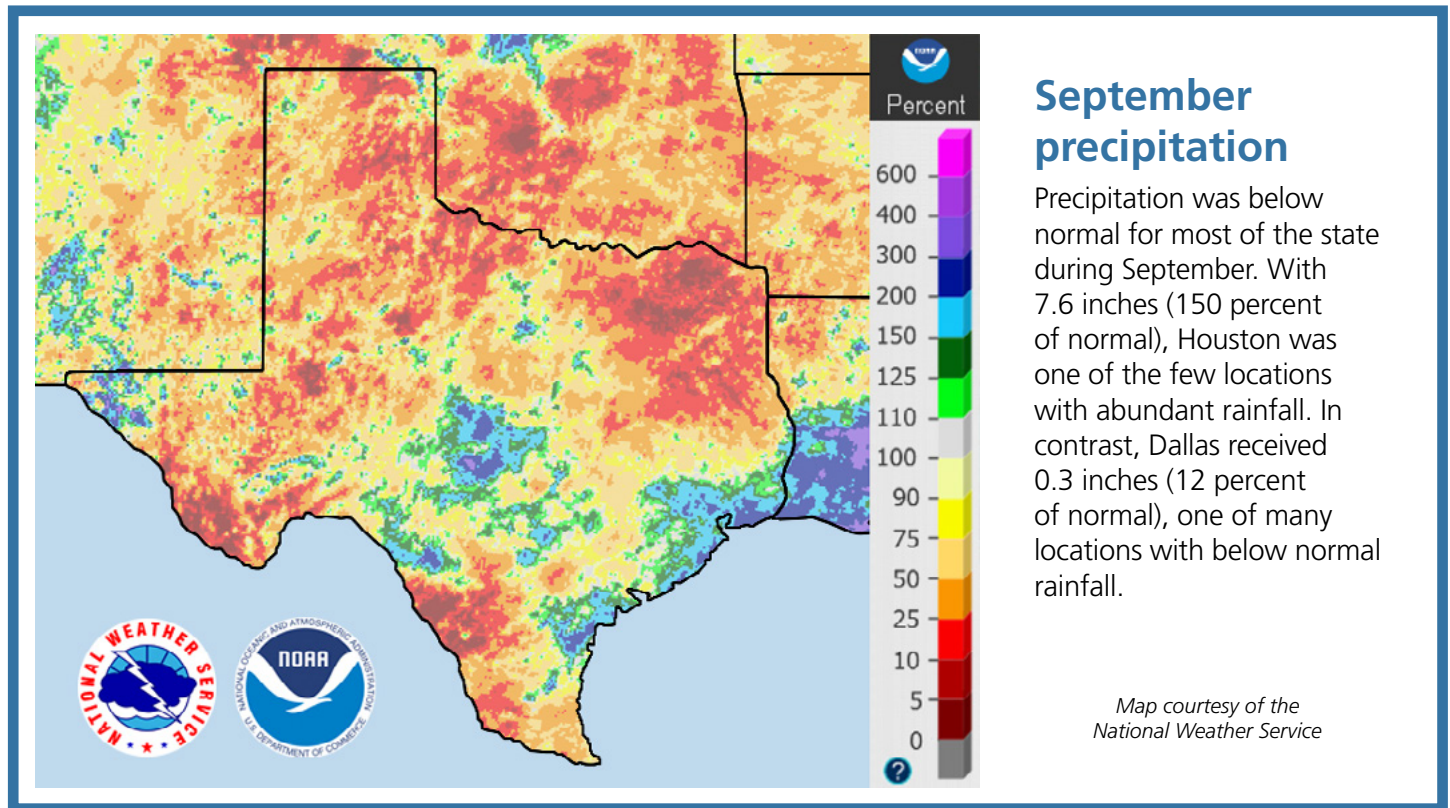 NOAA
Percent
600
400
300
200
150
125
110
100
90
75
50
25
10
5
0
?
NATIONAL WEATHER SERVICE
NATIONAL OCEANIC AND ATMOSPHERIC ADMINISTRATION
NOAA
U.S. DEPARTMENT OF COMMERCE
September
precipitation
Precipitation was below
normal for most of the state
during September. With
7.6 inches (150 percent
of normal), Houston was
one of the few locations
with abundant rainfall. In
contrast, Dallas received
0.3 inches (12 percent
of normal), one of many
locations with below normal
rainfall.
Map courtesy of the
National Weather Service